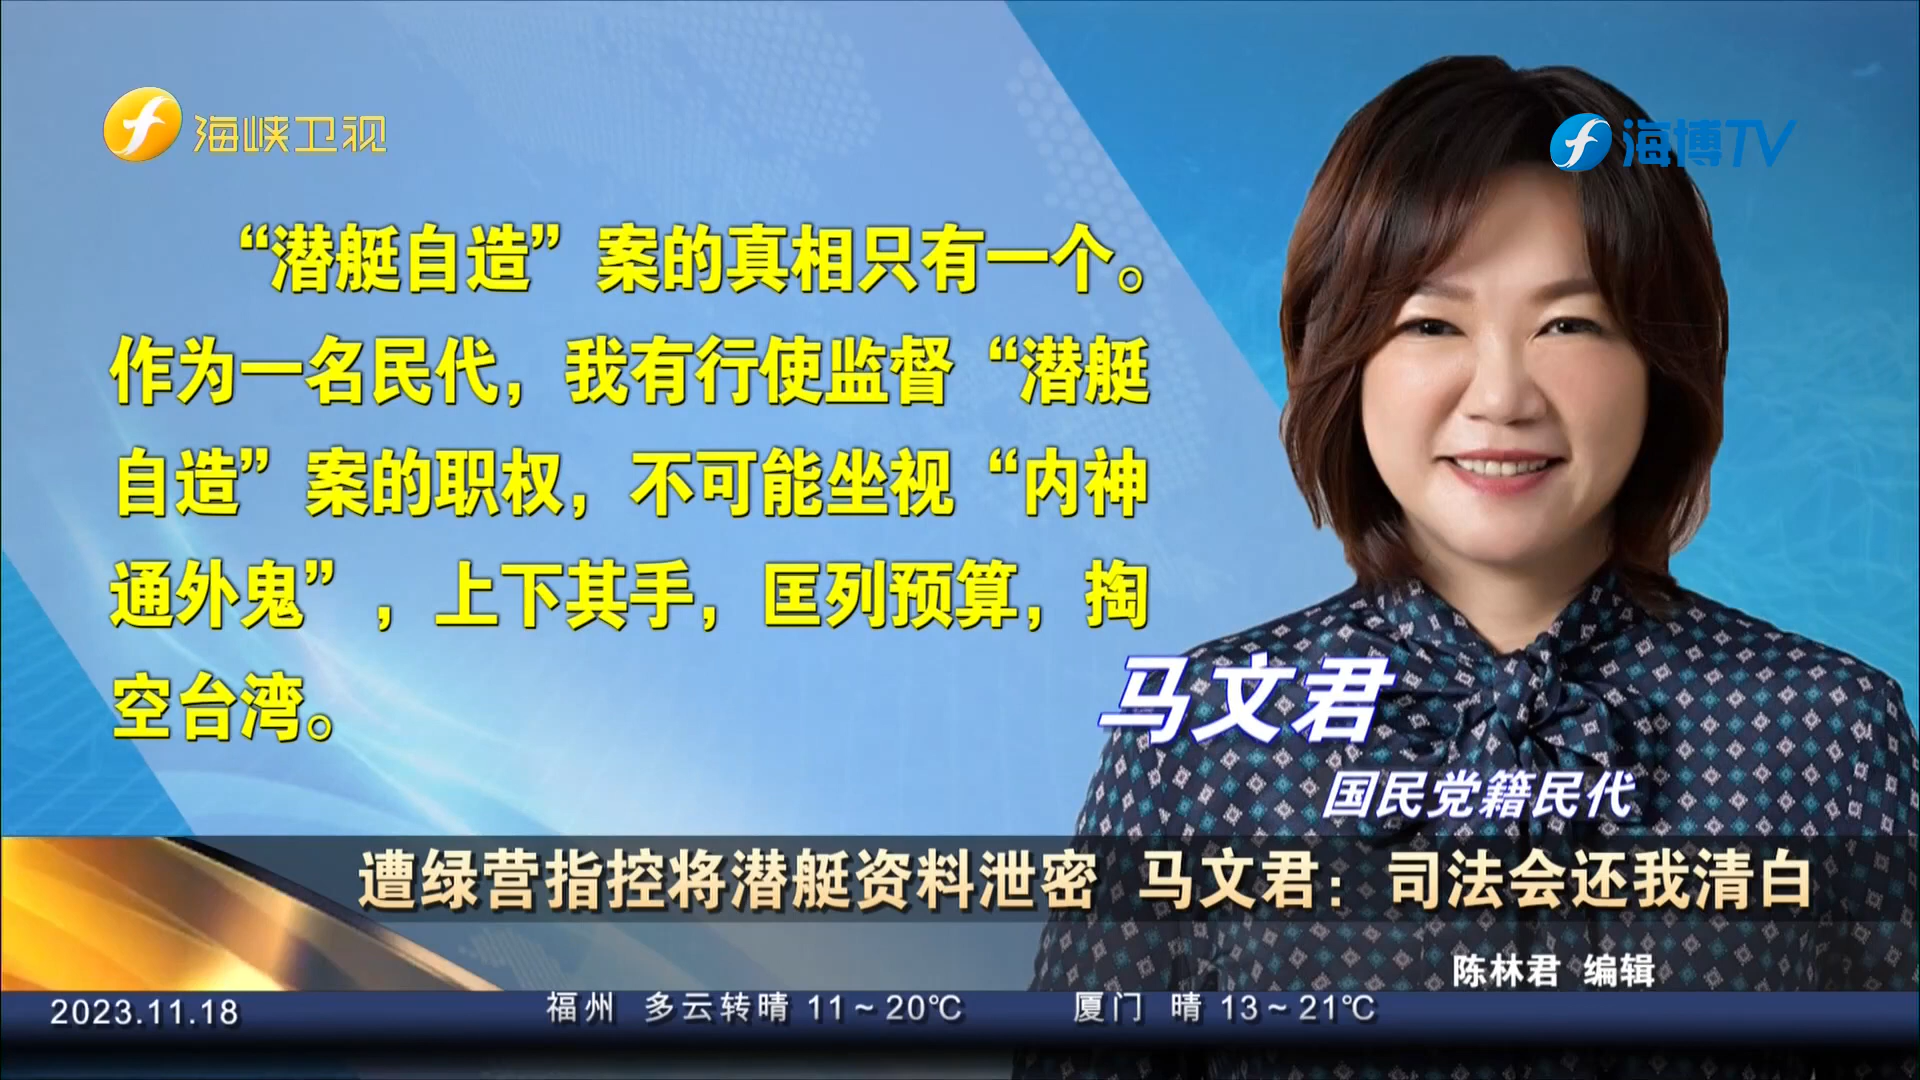 海峡卫视
海博TV
“潜艇自造”案的真相只有一个。
作为一名民代，我有行使监督“潜艇
自造”案的职权，不可能坐视“内神
通外鬼”，上下其手，匡列预算，掏
空台湾。
马文君
国民党籍民代
遭绿营指控将潜艇资料泄密 马文君：司法会还我清白
陈林君 编辑
2023.11.18 福州 多云转晴 11～20℃ 厦门 晴 13～21℃